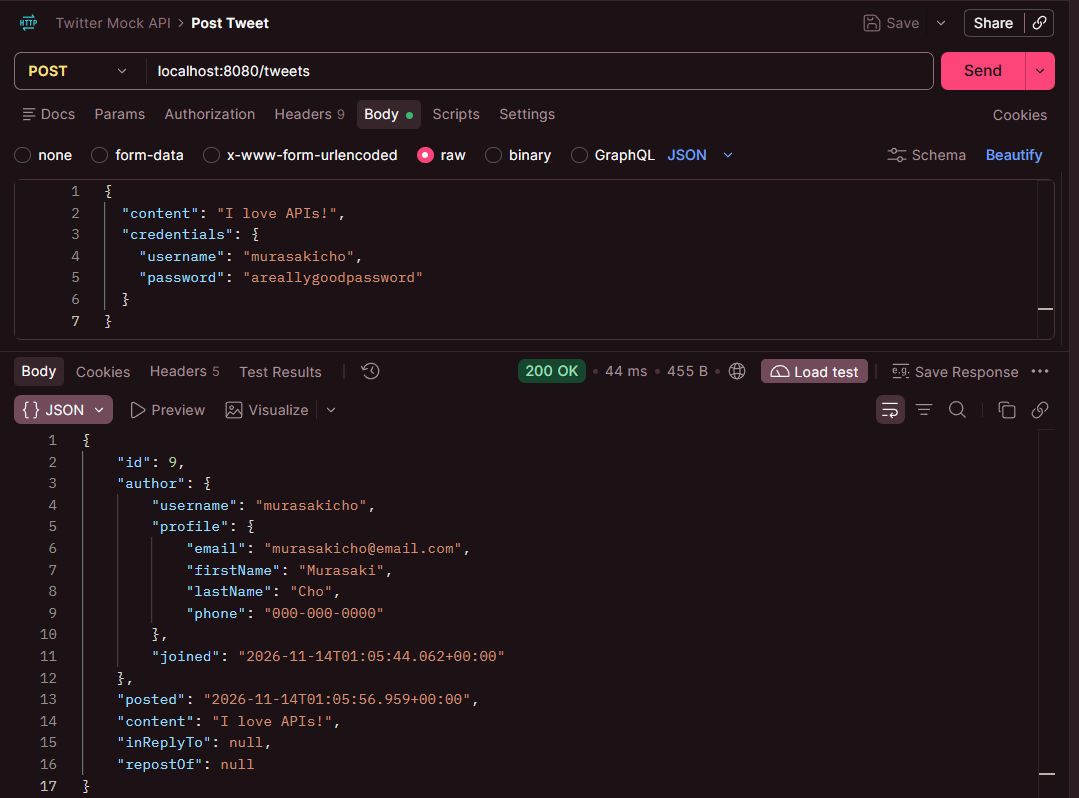 HTTP Twitter Mock API > Post Tweet Save Share
POST localhost:8080/tweets Send
Docs Params Authorization Headers 9 Body Scripts Settings Cookies
none form-data x-www-form-urlencoded raw binary GraphQL JSON Schema Beautify
1 {
2 "content": "I love APIs!",
3 "credentials": {
4 "username": "murasakicho",
5 "password": "areallygoodpassword"
6 }
7 }
Body Cookies Headers 5 Test Results 200 OK • 44 ms • 455 B • Load test e.g. Save Response
{} JSON Preview Visualize
1 {
2 "id": 9,
3 "author": {
4 "username": "murasakicho",
5 "profile": {
6 "email": "murasakicho@email.com",
7 "firstName": "Murasaki",
8 "lastName": "Cho",
9 "phone": "000-000-0000"
10 },
11 "joined": "2026-11-14T01:05:44.062+00:00"
12 },
13 "posted": "2026-11-14T01:05:56.959+00:00",
14 "content": "I love APIs!",
15 "inReplyTo": null,
16 "repostOf": null
17 }